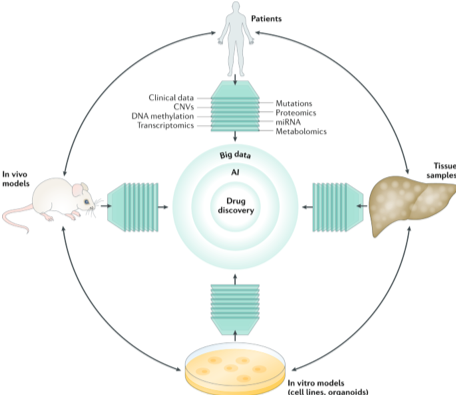 Patients
Clinical data
CNVs
DNA methylation
Transcriptomics
Mutations
Proteomics
miRNA
Metabolomics
Big data
AI
Drug
discovery
In vivo
models
Tissue
samples
In vitro models
(cell lines, organoids)